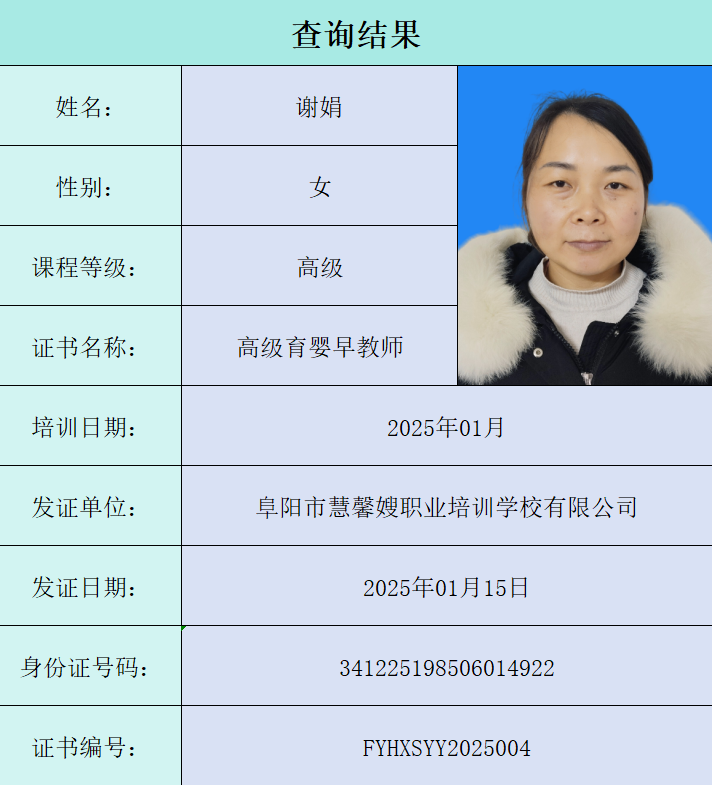 查询结果
姓名： 谢娟
性别： 女
课程等级： 高级
证书名称： 高级育婴早教师
培训日期： 2025年01月
发证单位： 阜阳市慧馨嫂职业培训学校有限公司
发证日期： 2025年01月15日
身份证号码： 341225198506014922
证书编号： FYHXSYY2025004